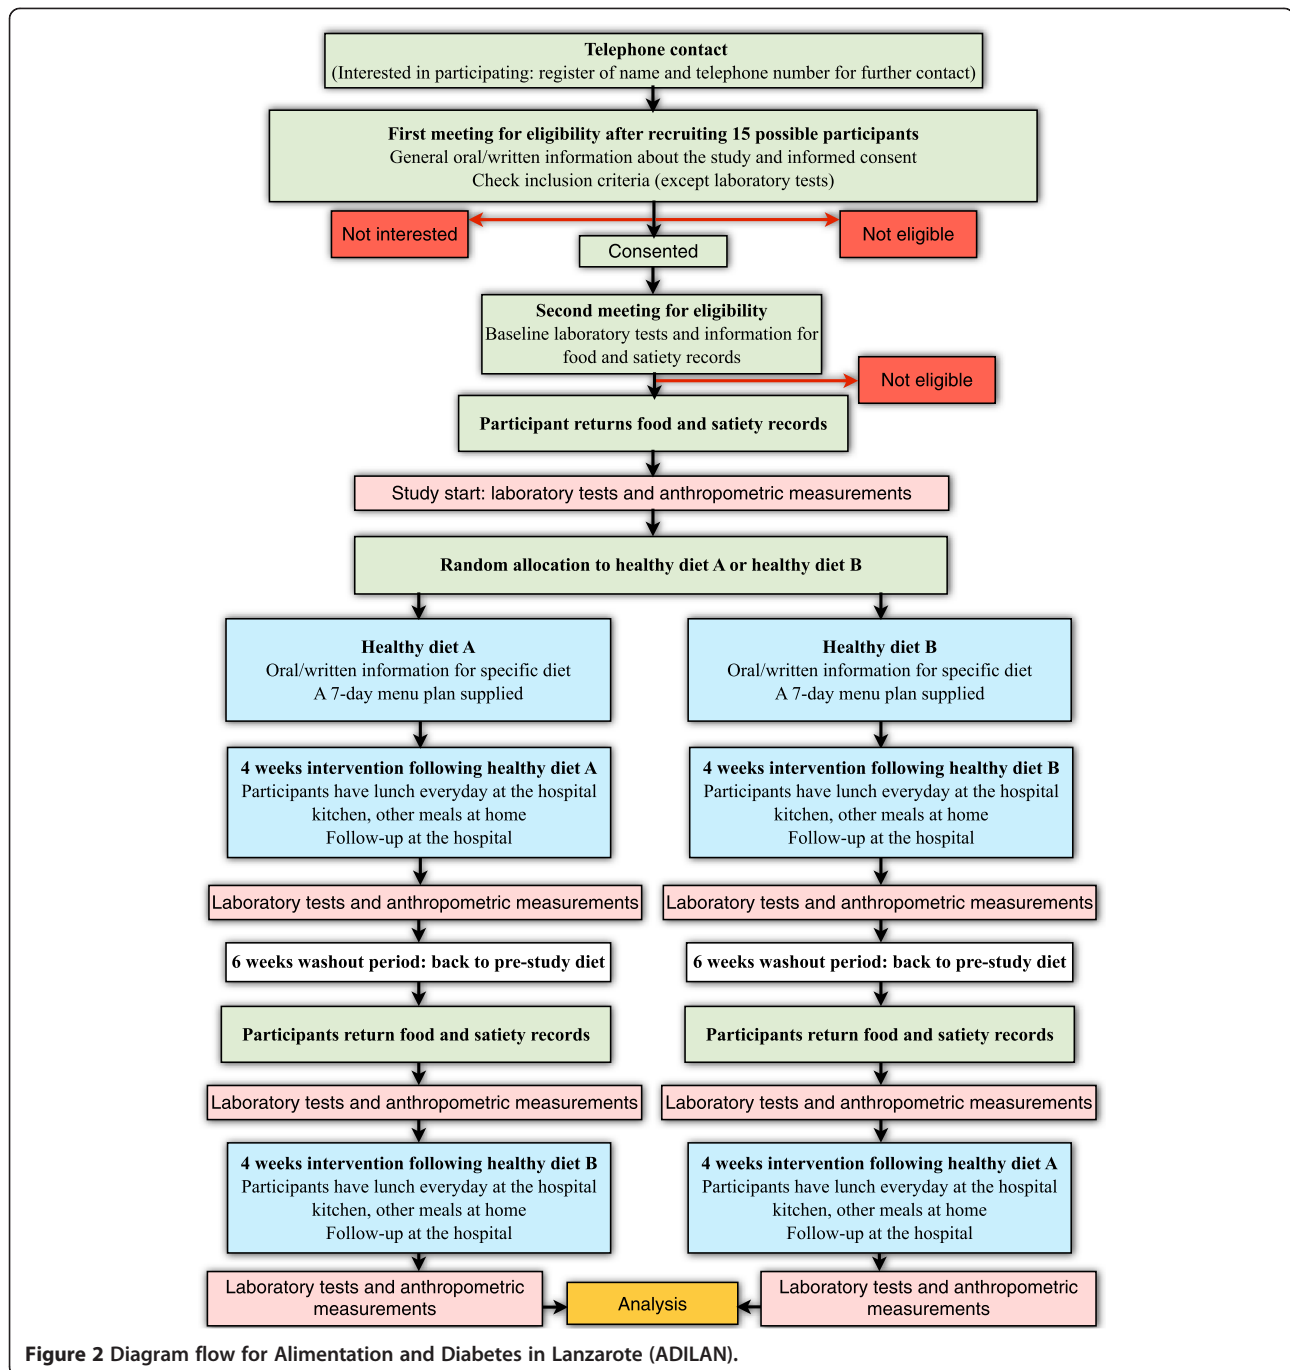 Telephone contact
(Interested in participating: register of name and telephone number for further contact)
First meeting for eligibility after recruiting 15 possible participants
General oral/written information about the study and informed consent
Check inclusion criteria (except laboratory tests)
Not interested
Not eligible
Consented
Second meeting for eligibility
Baseline laboratory tests and information for
food and satiety records
Not eligible
Participant returns food and satiety records
Study start: laboratory tests and anthropometric measurements
Random allocation to healthy diet A or healthy diet B
Healthy diet A
Oral/written information for specific diet
A 7-day menu plan supplied
Healthy diet B
Oral/written information for specific diet
A 7-day menu plan supplied
4 weeks intervention following healthy diet A
Participants have lunch everyday at the hospital
kitchen, other meals at home
Follow-up at the hospital
4 weeks intervention following healthy diet B
Participants have lunch everyday at the hospital
kitchen, other meals at home
Follow-up at the hospital
Laboratory tests and anthropometric measurements
Laboratory tests and anthropometric measurements
6 weeks washout period: back to pre-study diet
6 weeks washout period: back to pre-study diet
Participants return food and satiety records
Participants return food and satiety records
Laboratory tests and anthropometric measurements
Laboratory tests and anthropometric measurements
4 weeks intervention following healthy diet B
Participants have lunch everyday at the hospital
kitchen, other meals at home
Follow-up at the hospital
4 weeks intervention following healthy diet A
Participants have lunch everyday at the hospital
kitchen, other meals at home
Follow-up at the hospital
Laboratory tests and anthropometric
measurements
Analysis
Laboratory tests and anthropometric
measurements
Figure 2 Diagram flow for Alimentation and Diabetes in Lanzarote (ADILAN).